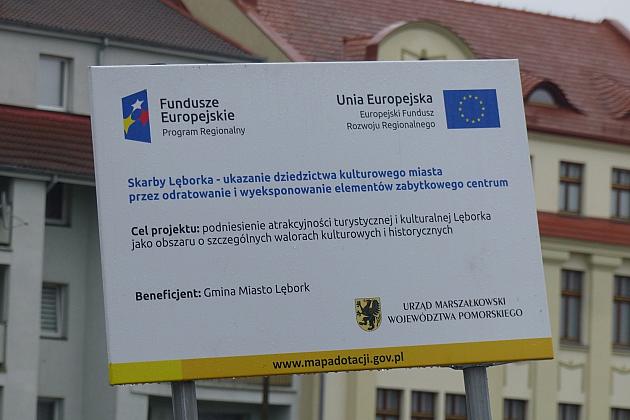 Fundusze
Europejskie
Program Regionalny
Unia Europejska
Europejski Fundusz
Rozwoju Regionalnego
Skarby Lęborka - ukazanie dziedzictwa kulturowego miasta
przez odratowanie i wyeksponowanie elementów zabytkowego centrum
Cel projektu: podniesienie atrakcyjności turystycznej i kulturalnej Lęborka
jako obszaru o szczególnych walorach kulturowych i historycznych
Beneficjent: Gmina Miasto Lębork
URZĄD MARSZAŁKOWSKI
WOJEWÓDZTWA POMORSKIEGO
www.mapadotacji.gov.pl